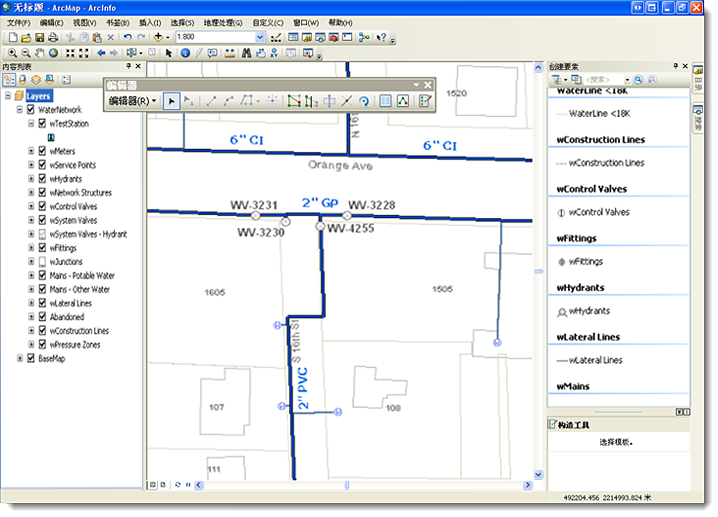 无标题 - ArcMap - ArcInfo
文件(F) 编辑(E) 视图(V) 书签(B) 插入(I) 选择(S) 地理处理(G) 自定义(C) 窗口(W) 帮助(H)
1:800
内容列表
Layers
WaterNetwork
wTestStation
wMeters
wService Points
wHydrants
wNetwork Structures
wControl Valves
wSystem Valves
wSystem Valves - Hydrant
wFittings
wJunctions
Mains - Potable Water
Mains - Other Water
wLateral Lines
Abandoned
wConstruction Lines
wPressure Zones
BaseMap
编辑器
编辑器(R)
1520
N 16t
6" CI
6" CI
Orange Ave
2" GP
WV-3231
WV-3228
WV-3230
WV-4255
1605
1505
S 16th St
2" PVC
107
108
111
创建要素
<搜索>
WaterLine <18K
WaterLine <18K
wConstruction Lines
wConstruction Lines
wControl Valves
wControl Valves
wFittings
wFittings
wHydrants
wHydrants
wLateral Lines
wLateral Lines
wMains
构造工具
选择模板。
目录
搜索
492204.456 2214993.824 米